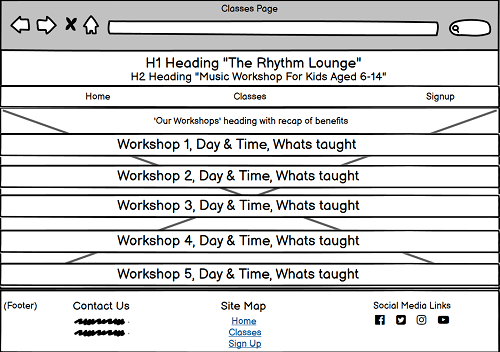 Classes Page
H1 Heading "The Rhythm Lounge"
H2 Heading "Music Workshop For Kids Aged 6-14"
Home Classes Signup
'Our Workshops' heading with recap of benefits
Workshop 1, Day & Time, Whats taught
Workshop 2, Day & Time, Whats taught
Workshop 3, Day & Time, Whats taught
Workshop 4, Day & Time, Whats taught
Workshop 5, Day & Time, Whats taught
(Footer) Contact Us Site Map Social Media Links
Home
Classes
Sign Up